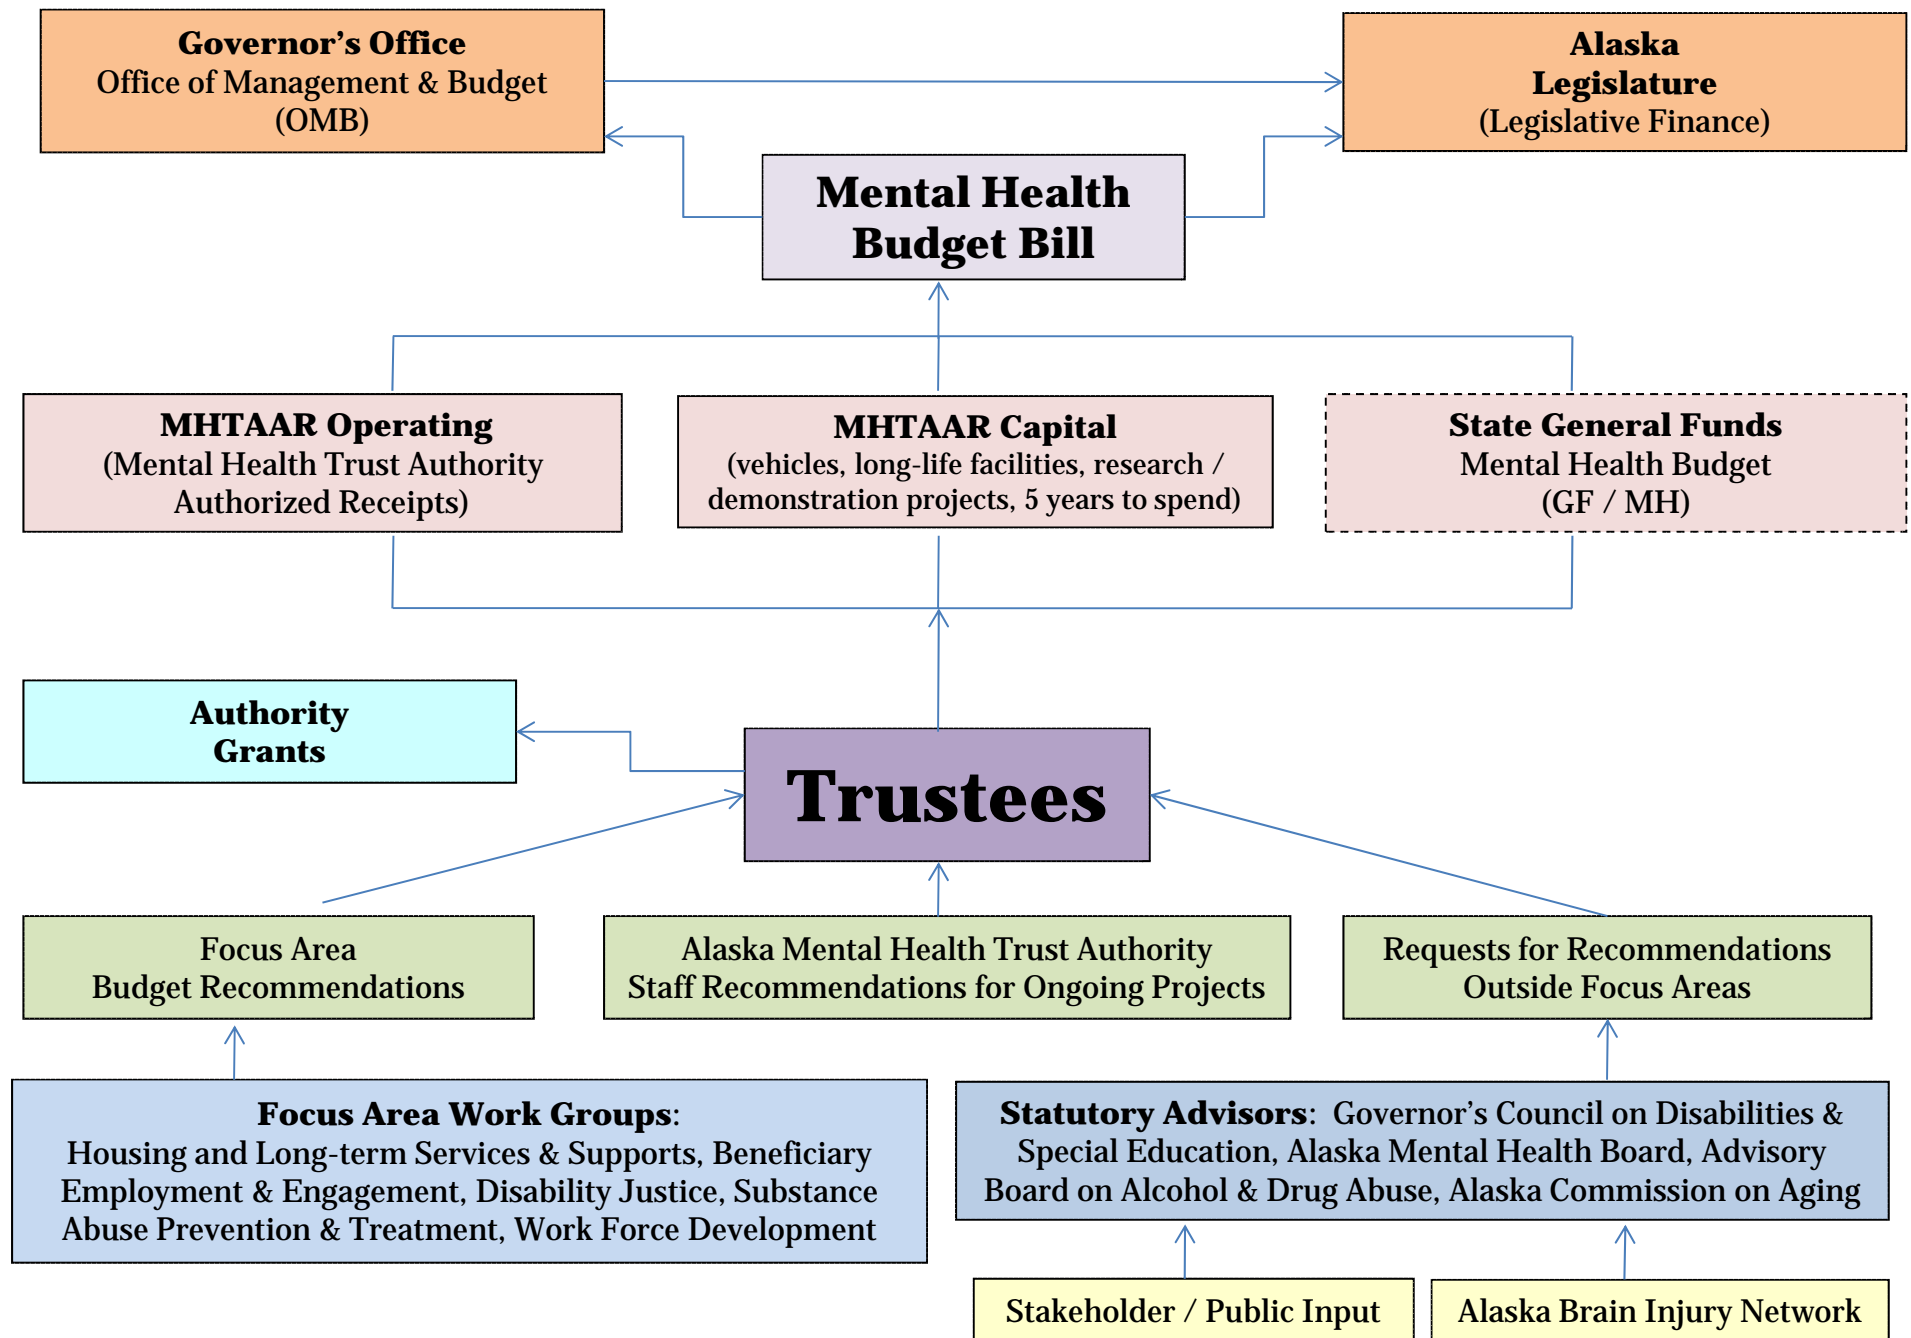 Governor’s Office
Office of Management & Budget
(OMB)
Alaska
Legislature
(Legislative Finance)
Mental Health
Budget Bill
MHTAAR Operating
(Mental Health Trust Authority
Authorized Receipts)
MHTAAR Capital
(vehicles, long-life facilities, research /
demonstration projects, 5 years to spend)
State General Funds
Mental Health Budget
(GF / MH)
Authority
Grants
Trustees
Focus Area
Budget Recommendations
Alaska Mental Health Trust Authority
Staff Recommendations for Ongoing Projects
Requests for Recommendations
Outside Focus Areas
Focus Area Work Groups:
Housing and Long-term Services & Supports, Beneficiary
Employment & Engagement, Disability Justice, Substance
Abuse Prevention & Treatment, Work Force Development
Statutory Advisors: Governor’s Council on Disabilities &
Special Education, Alaska Mental Health Board, Advisory
Board on Alcohol & Drug Abuse, Alaska Commission on Aging
Stakeholder / Public Input
Alaska Brain Injury Network